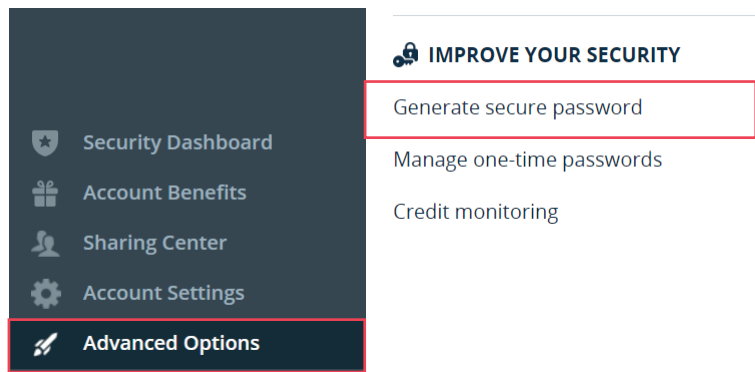 Security Dashboard
Account Benefits
Sharing Center
Account Settings
Advanced Options
IMPROVE YOUR SECURITY
Generate secure password
Manage one-time passwords
Credit monitoring